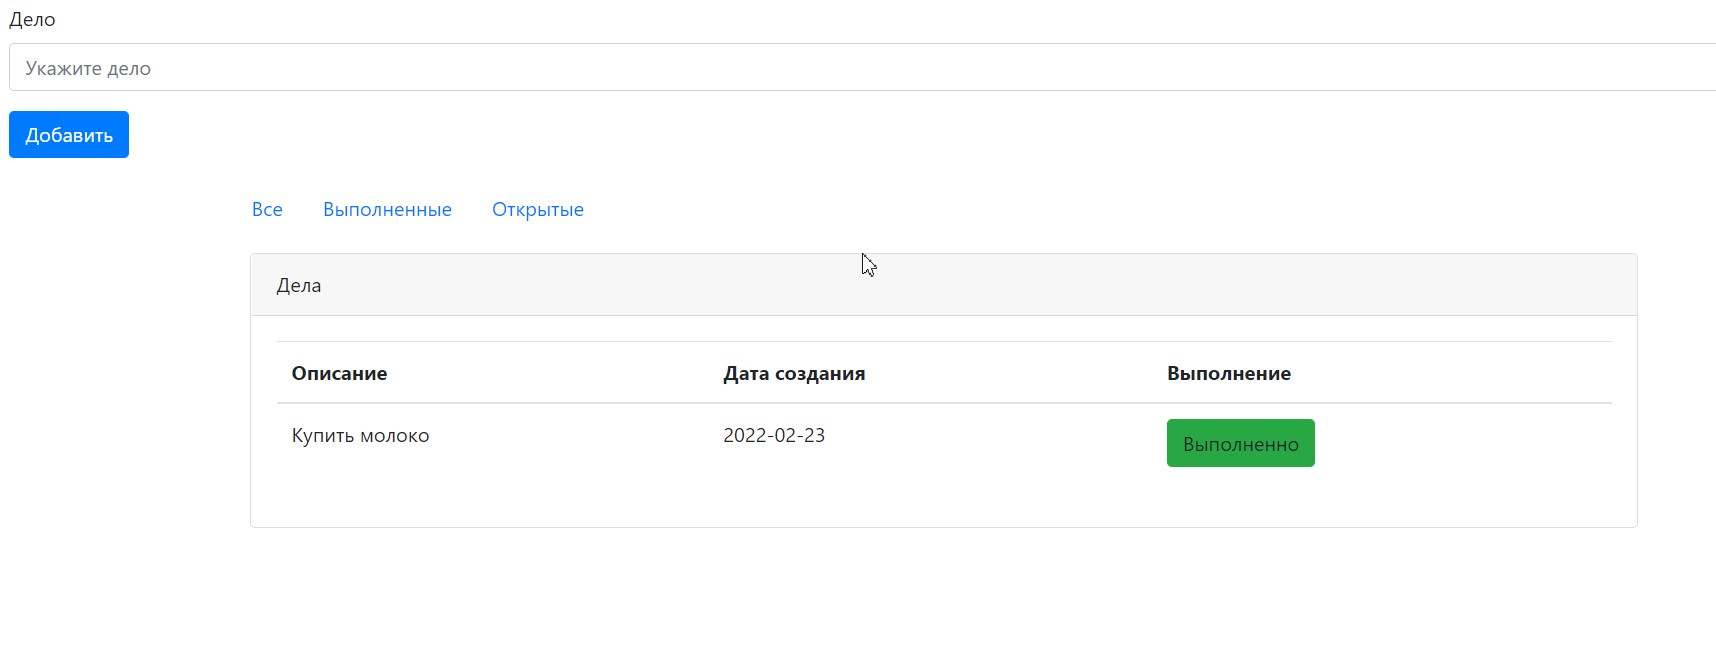 Дело
Укажите дело
Добавить
Все Выполненные Открытые
Дела
Описание Дата создания Выполнение
Купить молоко 2022-02-23 Выполненно